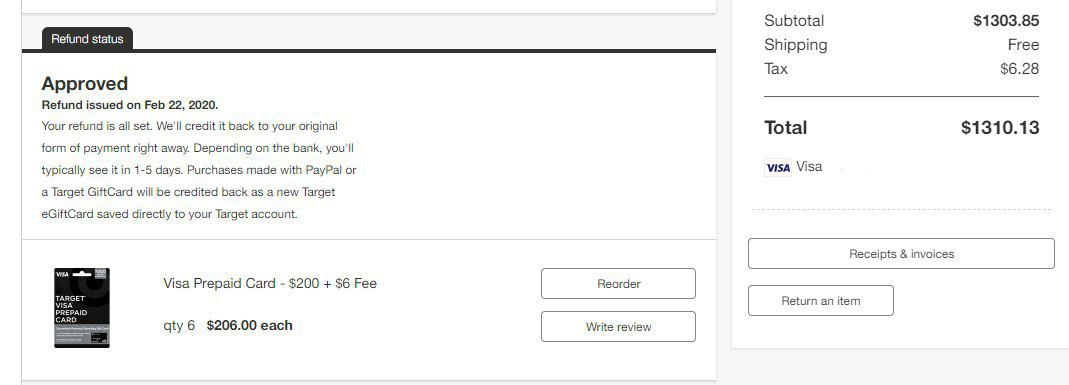 Refund status
Approved
Refund issued on Feb 22, 2020.
Your refund is all set. We'll credit it back to your original
form of payment right away. Depending on the bank, you'll
typically see it in 1-5 days. Purchases made with PayPal or
a Target GiftCard will be credited back as a new Target
eGiftCard saved directly to your Target account.
VISA
$200
TARGET
VISA
PREPAID
CARD
Visa Prepaid Card - $200 + $6 Fee
qty 6 $206.00 each
Reorder
Write review
Subtotal $1303.85
Shipping Free
Tax $6.28
Total $1310.13
VISA Visa
Receipts & invoices
Return an item